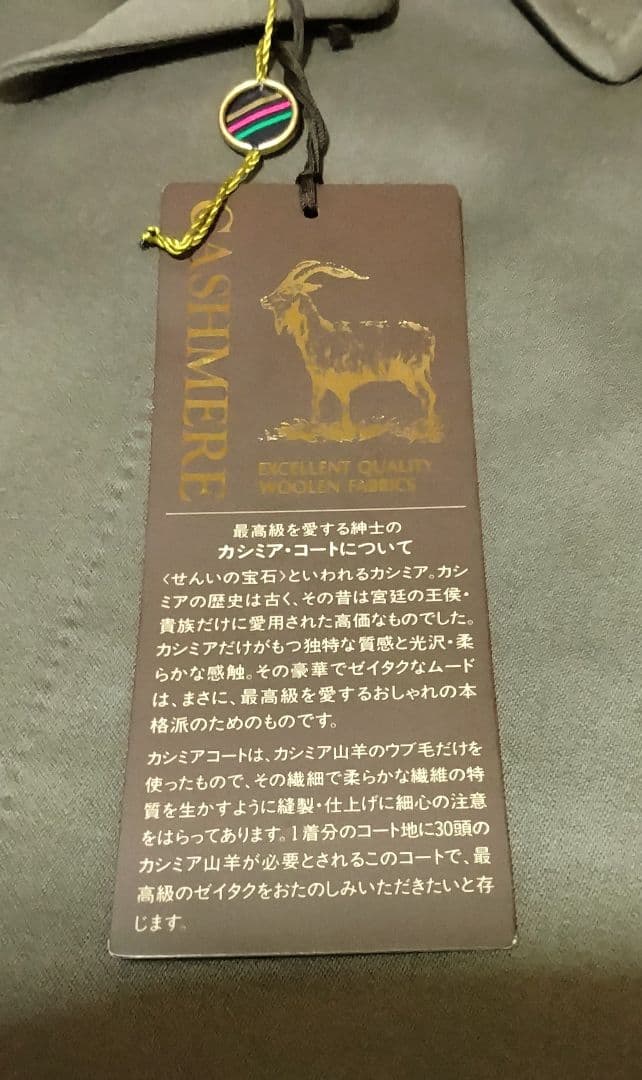 CASHMERE
EXCELLENT QUALITY
WOOLEN FABRICS
最高級を愛する紳士の
カシミア・コートについて
〈せんいの宝石〉といわれるカシミア。カシ
ミアの歴史は古く、その昔は宮廷の王侯・
貴族だけに愛用された高価なものでした。
カシミアだけがもつ独特な質感と光沢・柔
らかな感触。その豪華でゼイタクなムード
は、まさに、最高級を愛するおしゃれの本
格派のためのものです。
カシミアコートは、カシミア山羊のウブ毛だけを
使ったもので、その繊細で柔らかな繊維の特
質を生かすように縫製・仕上げに細心の注意
をはらってあります。1着分のコート地に30頭の
カシミア山羊が必要とされるこのコートで、最
高級のゼイタクをおたのしみいただきたいと存
じます。